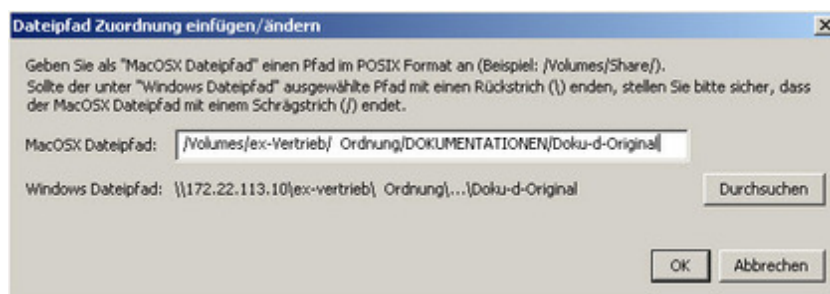 Dateipfad Zuordnung einfügen/ändern
Geben Sie als "MacOSX Dateipfad" einen Pfad im POSIX Format an (Beispiel: /Volumes/Share/).
Sollte der unter "Windows Dateipfad" ausgewählte Pfad mit einen Rückstrich (\) enden, stellen Sie bitte sicher, dass
der MacOSX Dateipfad mit einem Schrägstrich (/) endet.
MacOSX Dateipfad: /Volumes/ex-Vertrieb/ Ordnung/DOKUMENTATIONEN/Doku-d-Original
Windows Dateipfad: \\172.22.113.10\ex-vertrieb\ Ordnung\...\Doku-d-Original Durchsuchen
OK Abbrechen